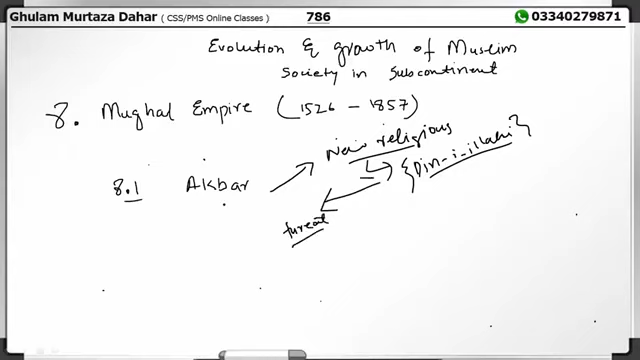 Ghulam Murtaza Dahar ( CSS/PMS Online Classes ) 786 03340279871
Evolution & growth of Muslim
Society in Subcontinent
8. Mughal Empire (1526 - 1857)
New religious
{Din-i-illahi}
8.1 Akbar
threat